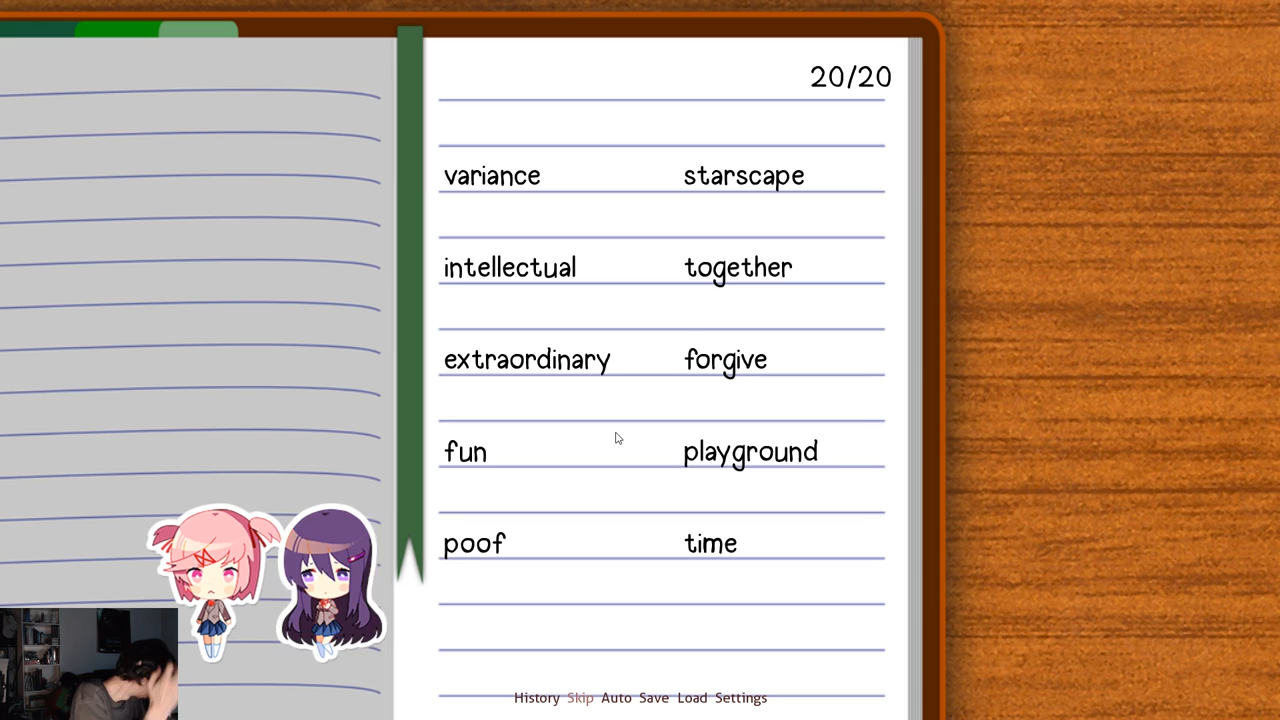 20/20
variance starscape
intellectual together
extraordinary forgive
fun playground
poof time
History Skip Auto Save Load Settings